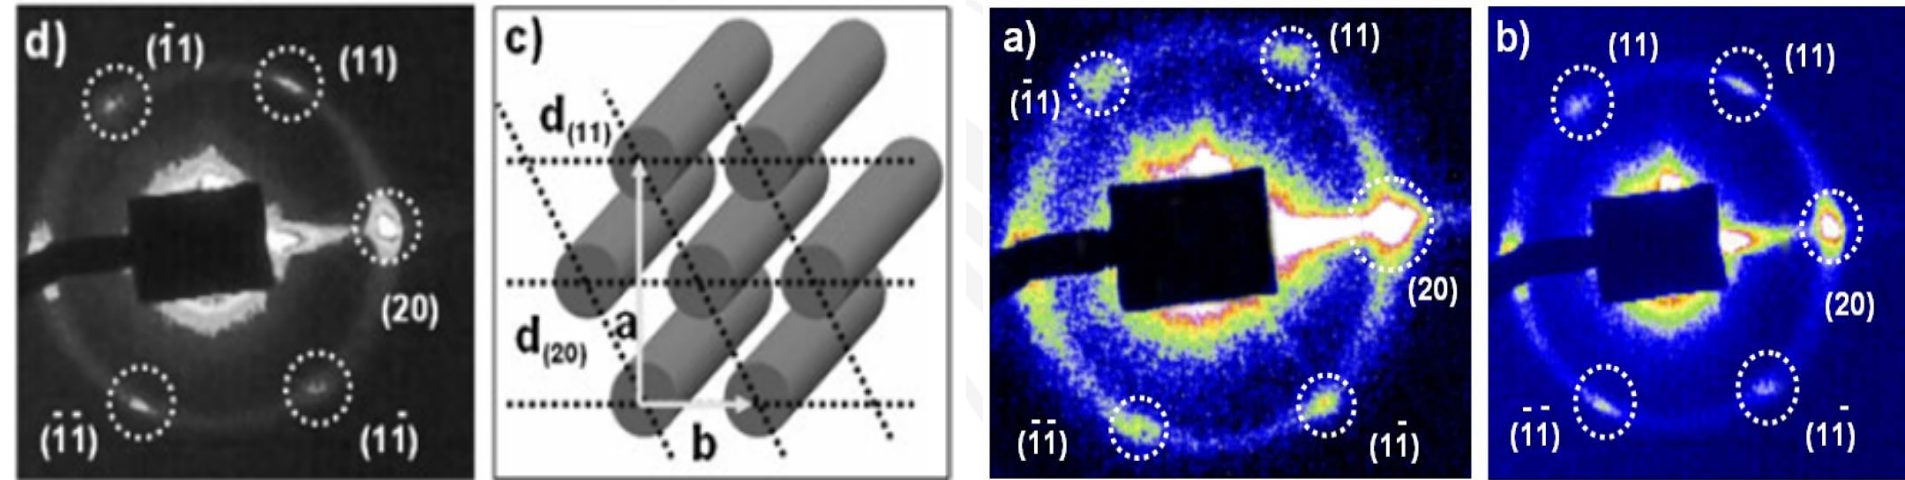 d)
(1̄1)
(11)
(20)
(1̄1̄)
(11̄)
c)
d(11)
d(20)
a
b
a)
(1̄1)
(11)
(20)
(1̄1̄)
(11̄)
b)
(11)
(11)
(20)
(1̄1̄)
(11̄)